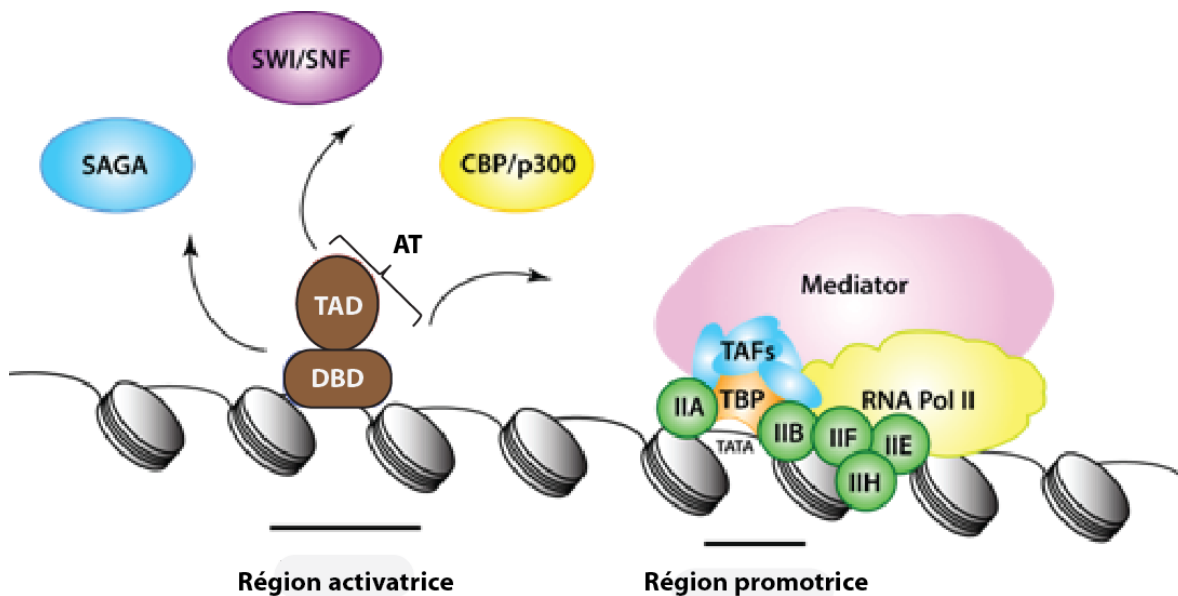 SWI/SNF
SAGA
CBP/p300
AT
TAD
DBD
Mediator
TAFs
TBP
RNA Pol II
IIA
IIB
IIF
IIE
TATA
IIH
Région activatrice
Région promotrice